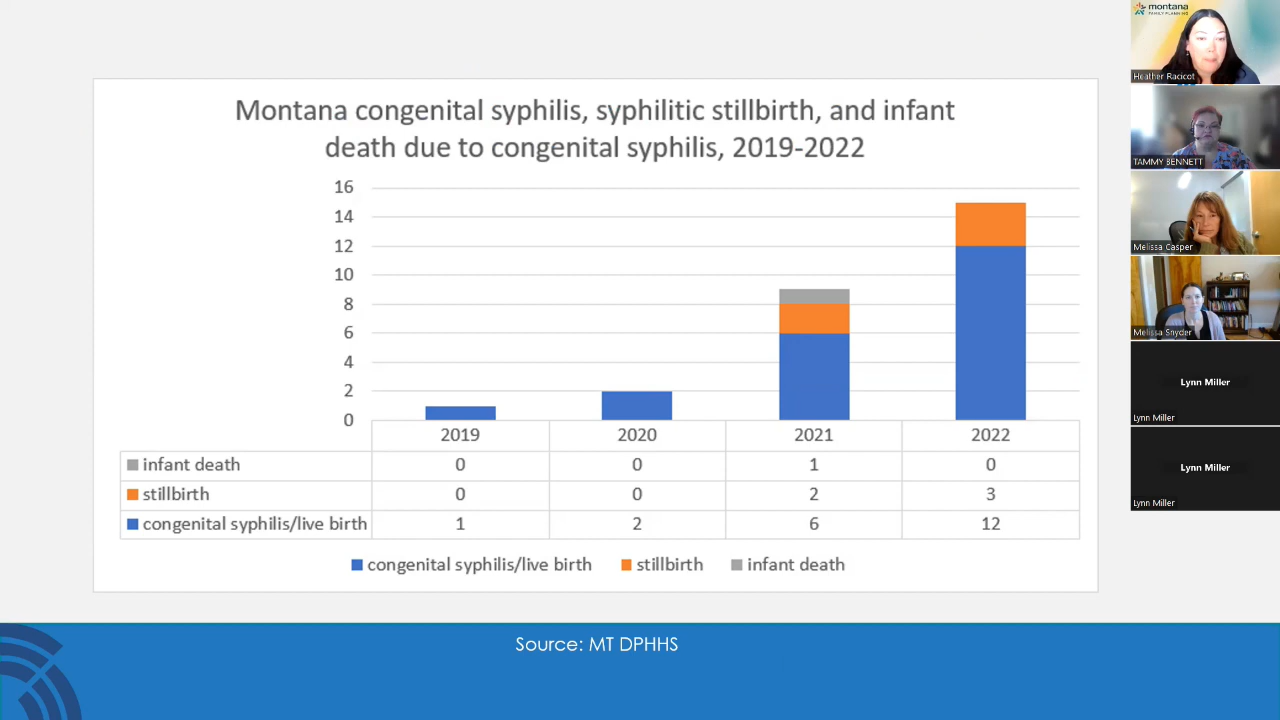 Montana congenital syphilis, syphilitic stillbirth, and infant
death due to congenital syphilis, 2019-2022
16
14
12
10
8
6
4
2
0
2019 2020 2021 2022
infant death 0 0 1 0
stillbirth 0 0 2 3
congenital syphilis/live birth 1 2 6 12
congenital syphilis/live birth stillbirth infant death
Source: MT DPHHS
montana
FAMILY PLANNING
Heather Racicot
TAMMY BENNETT
Melissa Casper
Melissa Snyder
Lynn Miller
Lynn Miller
Lynn Miller
Lynn Miller